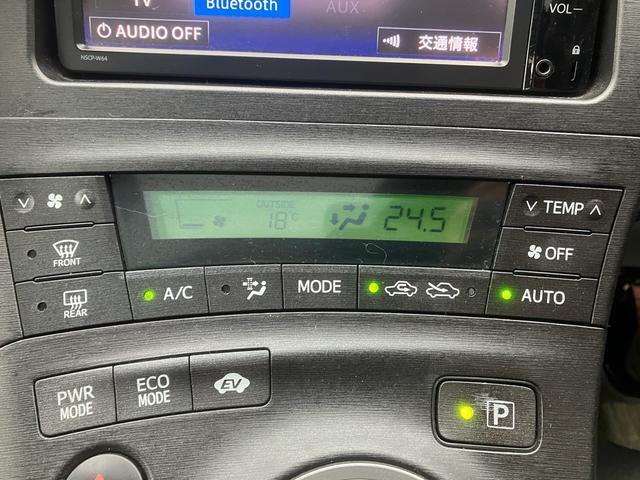 TV
Bluetooth
AUX
VOL−
AUDIO OFF
交通情報
NSCP-W64
OUTSIDE
18°C
24.5
TEMP
FRONT
OFF
REAR
A/C
MODE
AUTO
PWR
MODE
ECO
MODE
EV
P